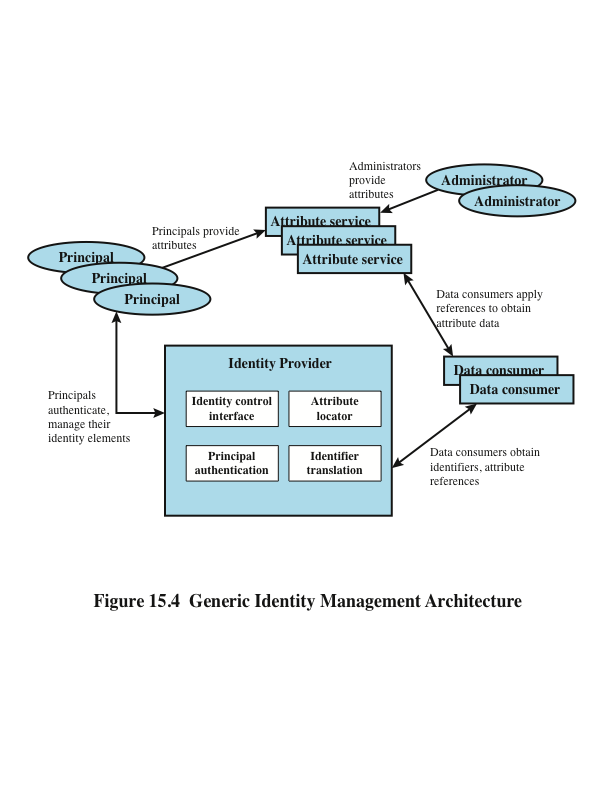 Administrators
provide
attributes
Administrator
Administrator
Principals provide
attributes
Attribute service
Attribute service
Attribute service
Principal
Principal
Principal
Data consumers apply
references to obtain
attribute data
Identity Provider
Data consumer
Data consumer
Identity control
interface
Attribute
locator
Principals
authenticate,
manage their
identity elements
Principal
authentication
Identifier
translation
Data consumers obtain
identifiers, attribute
references
Figure 15.4 Generic Identity Management Architecture